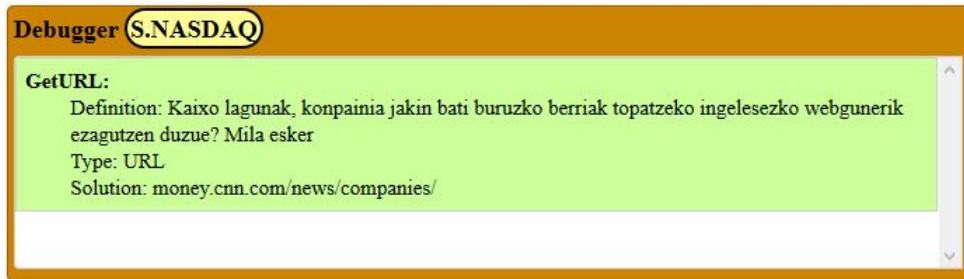 Debugger S.NASDAQ
GetURL:
Definition: Kaixo lagunak, konpainia jakin bati buruzko berriak topatzeko ingelesezko webgunerik
ezagutzen duzue? Mila esker
Type: URL
Solution: money.cnn.com/news/companies/